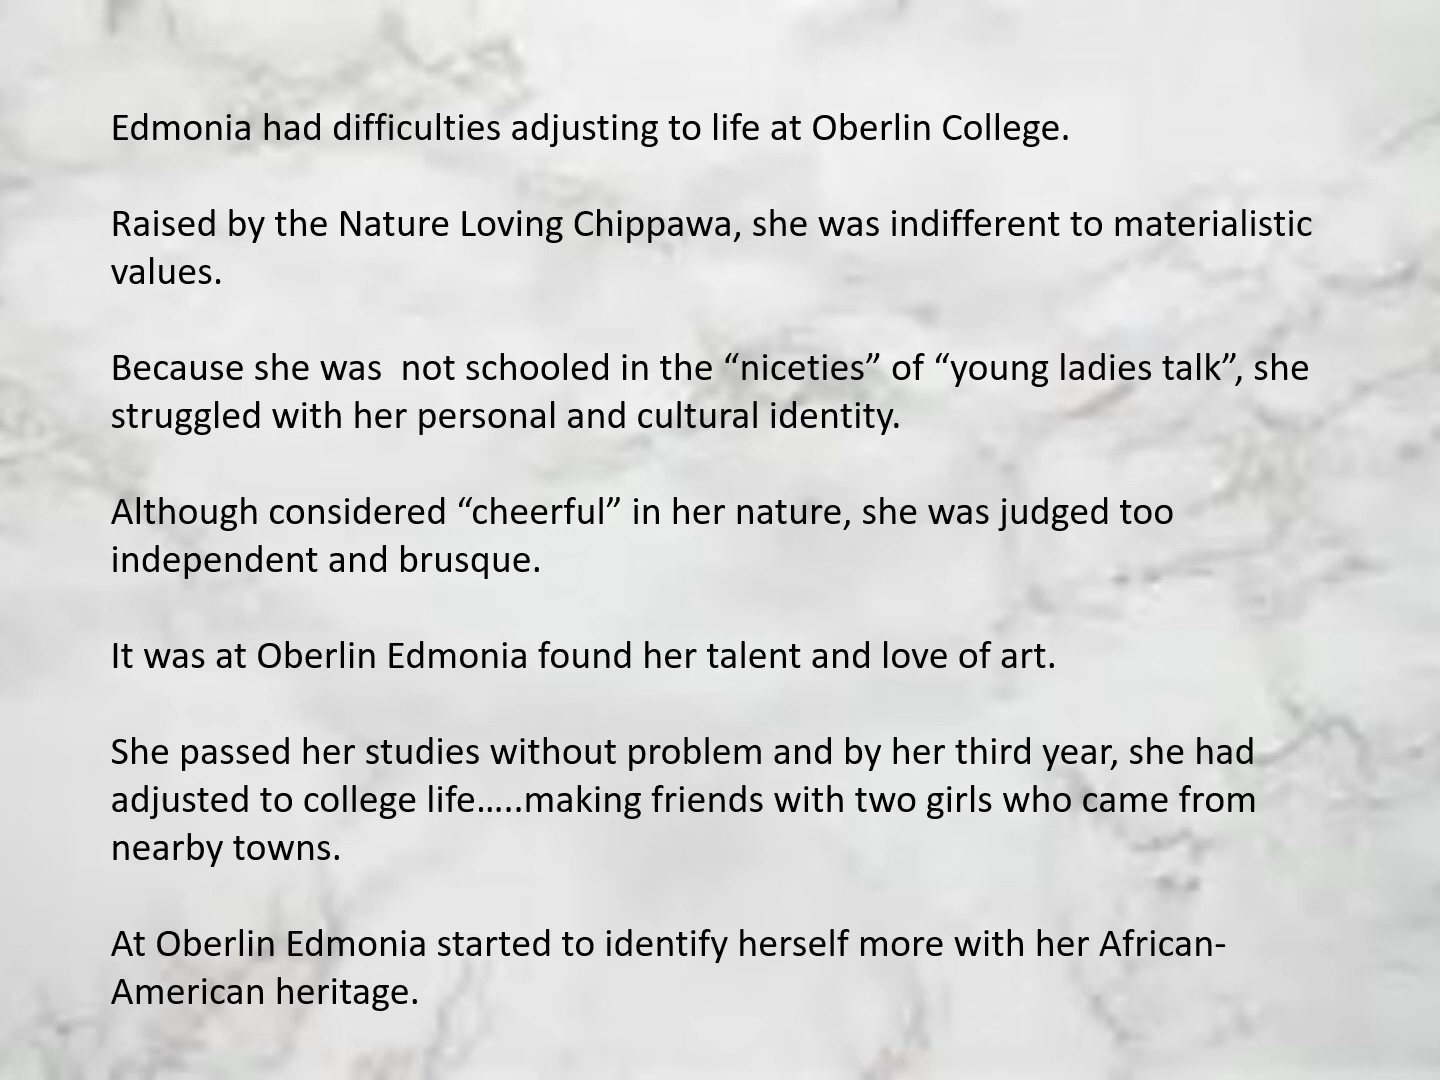 Edmonia had difficulties adjusting to life at Oberlin College.
Raised by the Nature Loving Chippawa, she was indifferent to materialistic
values.
Because she was  not schooled in the “niceties” of “young ladies talk”, she
struggled with her personal and cultural identity.
Although considered “cheerful” in her nature, she was judged too
independent and brusque.
It was at Oberlin Edmonia found her talent and love of art.
She passed her studies without problem and by her third year, she had
adjusted to college life…..making friends with two girls who came from
nearby towns.
At Oberlin Edmonia started to identify herself more with her African-
American heritage.